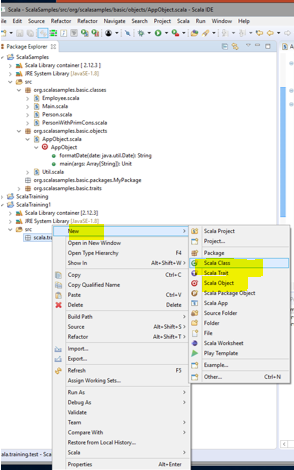 Scala - ScalaSamples/src/org/scalasamples/basic/objects/AppObject.scala - Scala IDE
File Edit Source Refactor Navigate Search Project Scala Run Window Help
Package Explorer
ScalaSamples
Scala Library container [ 2.12.3 ]
JRE System Library [JavaSE-1.8]
src
org.scalasamples.basic.classes
Employee.scala
Main.scala
Person.scala
PersonWithPrimCons.scala
org.scalasamples.basic.objects
AppObject.scala
AppObject
formatDate(date: java.util.Date): String
main(args: Array[String]): Unit
Util.scala
org.scalasamples.basic.packages.MyPackage
org.scalasamples.basic.traits
ScalaTraining
ScalaTraining1
Scala Library container [ 2.12.3 ]
JRE System Library [JavaSE-1.8]
src
scala.tr
New
Open in New Window
Open Type Hierarchy F4
Show In Alt+Shift+W
Copy Ctrl+C
Copy Qualified Name
Paste Ctrl+V
Delete Delete
Build Path
Source Alt+Shift+S
Refactor Alt+Shift+T
Import...
Export...
Refresh F5
Assign Working Sets...
Run As
Debug As
Validate
Team
Compare With
Restore from Local History...
Scala
Properties Alt+Enter
Scala Project
Project...
Package
Scala Class
Scala Trait
Scala Object
Scala Package Object
Scala App
Source Folder
Folder
File
Scala Worksheet
Play Template
Example...
Other... Ctrl+N
ala.training.test - Scala